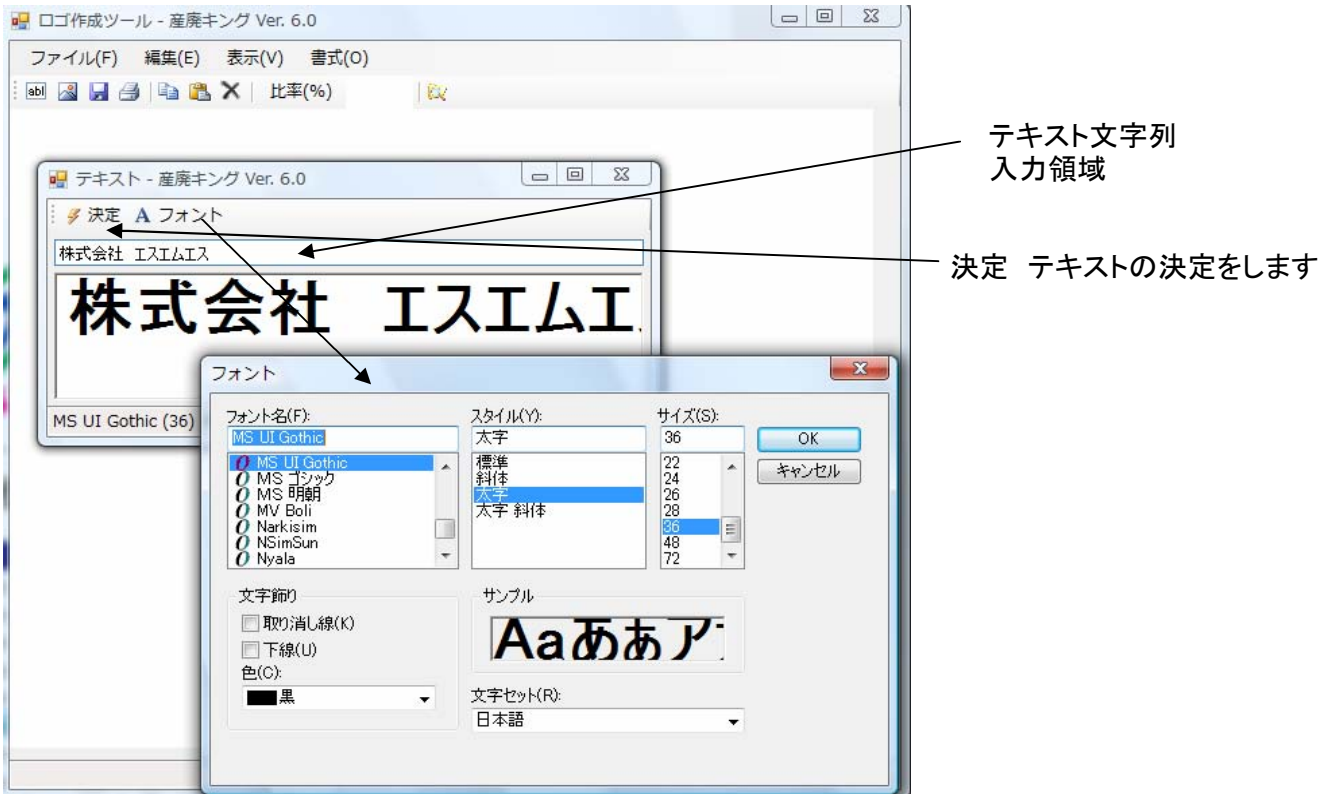 ロゴ作成ツール - 産廃キング Ver. 6.0
ファイル(F) 編集(E) 表示(V) 書式(O)
abl 比率(%)
テキスト文字列
入力領域
テキスト - 産廃キング Ver. 6.0
決定 A フォント
株式会社 エスエムエス
決定 テキストの決定をします
株式会社 エスエムエ
フォント
MS UI Gothic (36)
フォント名(F): スタイル(Y): サイズ(S):
MS UI Gothic 太字 36 OK
MS UI Gothic 標準 22 キャンセル
MS ゴシック 斜体 24
MS 明朝 太字 26
MV Boli 太字 斜体 28
Narkisim 36
NSimSun 48
Nyala 72
文字飾り サンプル
取り消し線(K)
下線(U) Aaあぁア
色(C):
黒 文字セット(R):
日本語